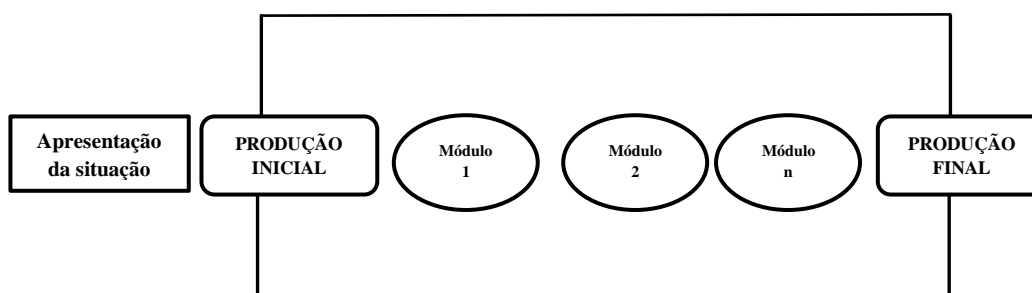 Apresentação
da situação
PRODUÇÃO
INICIAL
Módulo
1
Módulo
2
Módulo
n
PRODUÇÃO
FINAL